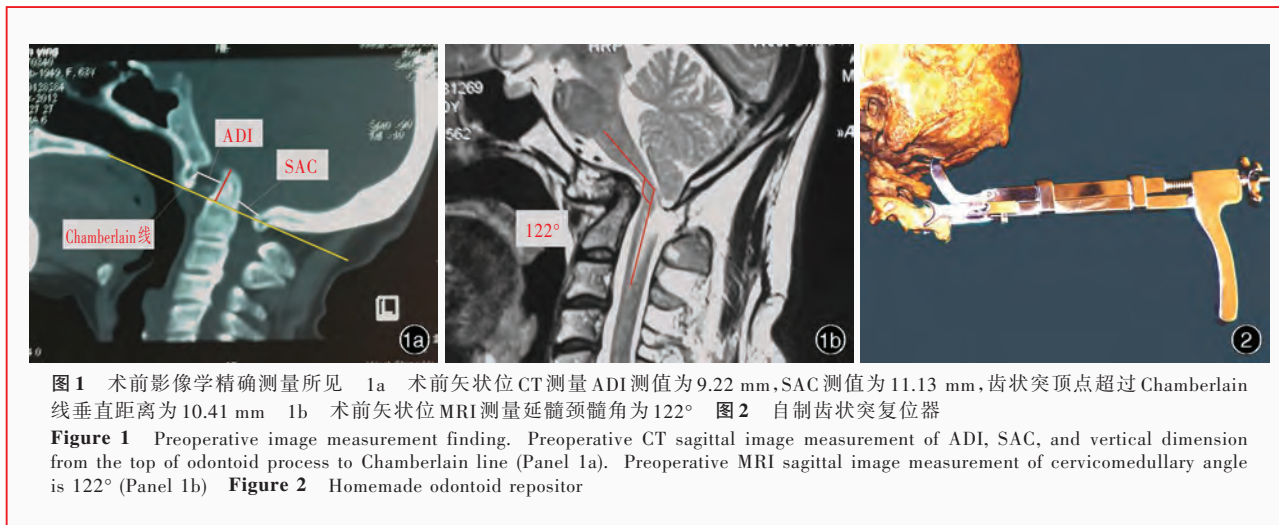 n ying
70340
-1949, F, 63Y
ADI
SAC
Chamberlain线
L
1a
HRF
31269
DY
562
122°
1b
2
图1 术前影像学精确测量所见 1a 术前矢状位CT测量ADI测值为9.22 mm,SAC测值为11.13 mm,齿状突顶点超过Chamberlain
线垂直距离为10.41 mm 1b 术前矢状位MRI测量延髓颈髓角为122° 图2 自制齿状突复位器
Figure 1 Preoperative image measurement finding. Preoperative CT sagittal image measurement of ADI, SAC, and vertical dimension
from the top of odontoid process to Chamberlain line (Panel 1a). Preoperative MRI sagittal image measurement of cervicomedullary angle
is 122° (Panel 1b) Figure 2 Homemade odontoid repositor